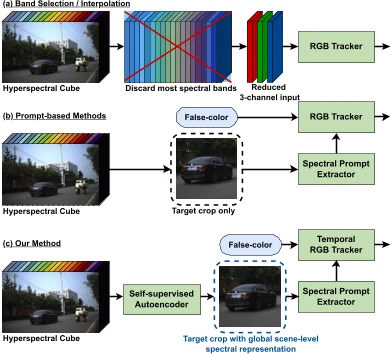 (a) Band Selection / Interpolation
Hyperspectral Cube
Discard most spectral bands
Reduced
3-channel input
RGB Tracker
(b) Prompt-based Methods
False-color
RGB Tracker
Hyperspectral Cube
Target crop only
Spectral Prompt
Extractor
(c) Our Method
False-color
Temporal
RGB Tracker
Hyperspectral Cube
Self-supervised
Autoencoder
Spectral Prompt
Extractor
Target crop with global scene-level
spectral representation